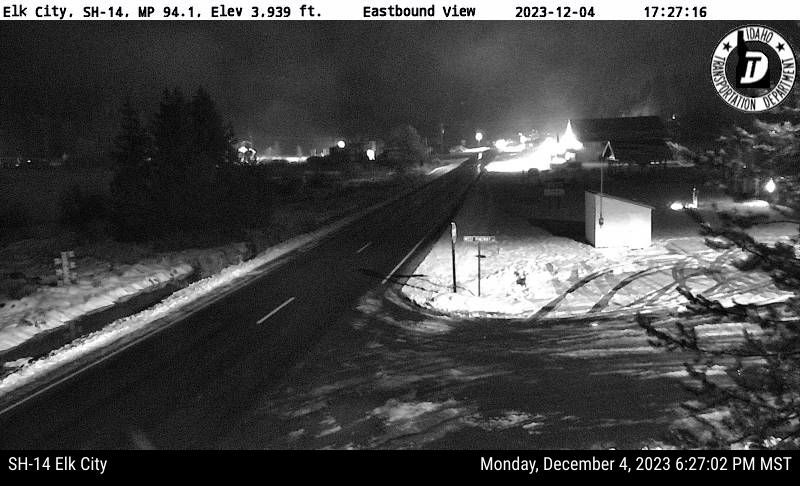 Elk City, SH-14, MP 94.1, Elev 3,939 ft. Eastbound View 2023-12-04 17:27:16
IDAHO
TRANSPORTATION DEPARTMENT
SH-14 Elk City Monday, December 4, 2023 6:27:02 PM MST